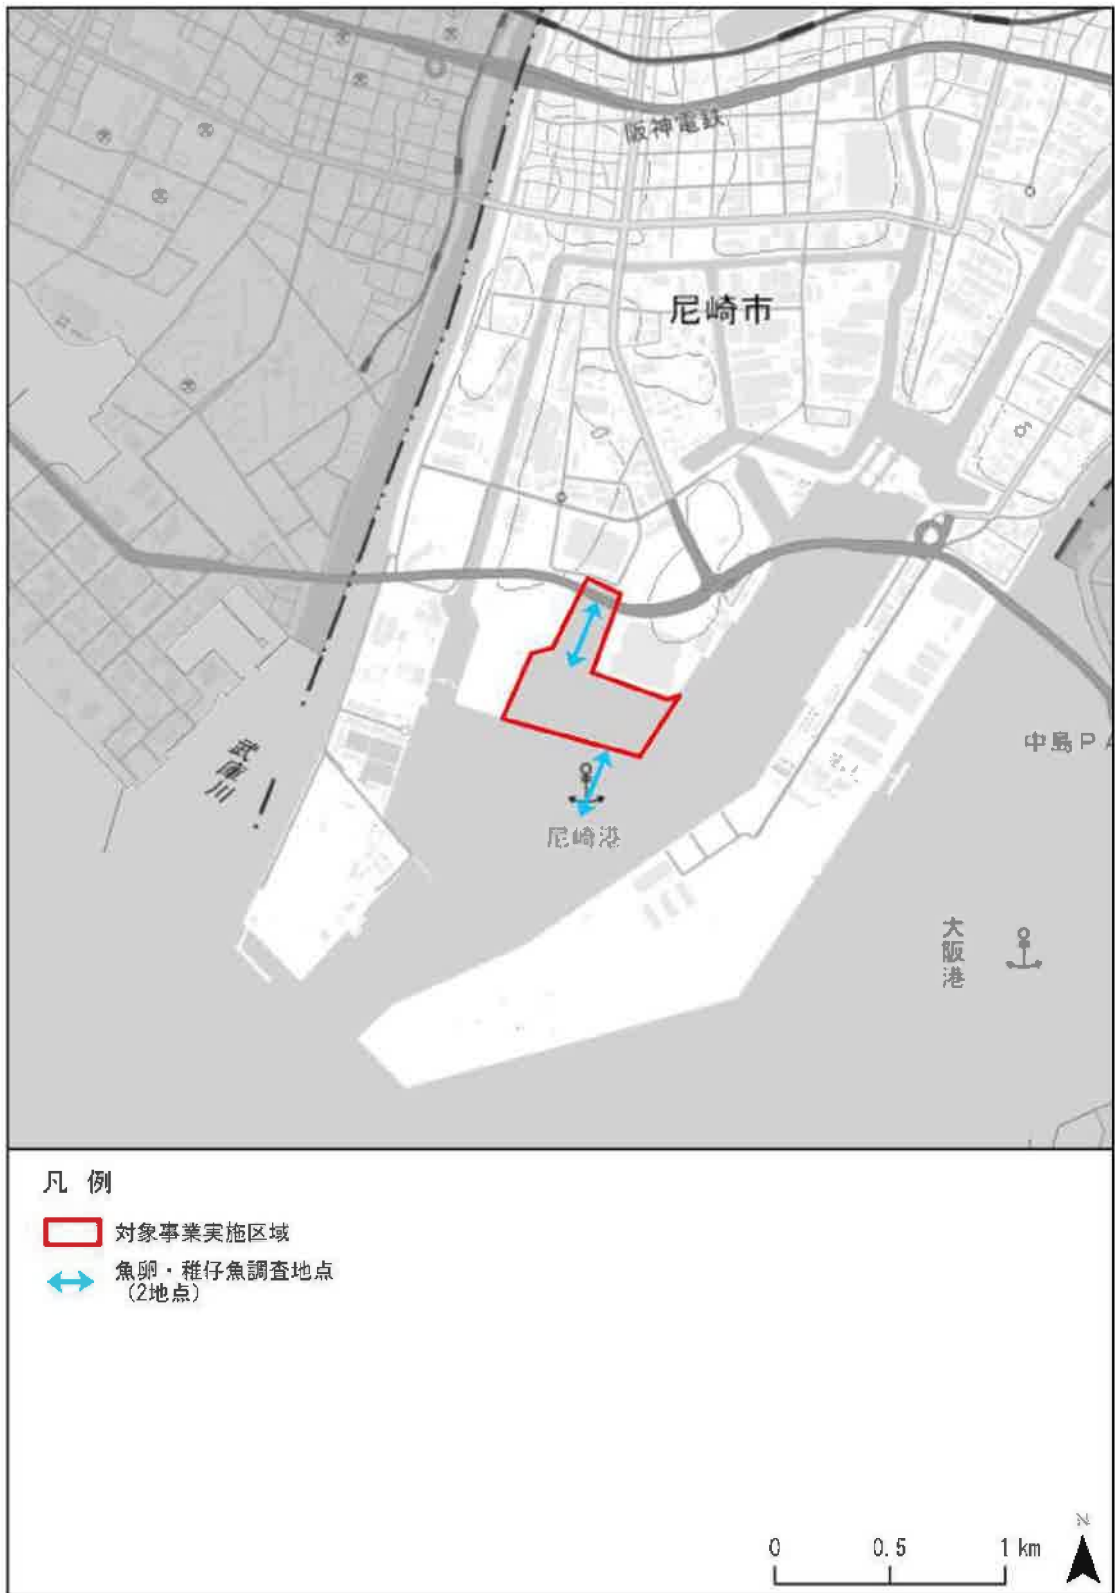 阪神電鉄
尼崎市
武庫川
中島P
尼崎港
大阪港
凡 例
対象事業実施区域
魚卵・稚仔魚調査地点
(2地点)
0 0.5 1 km
N